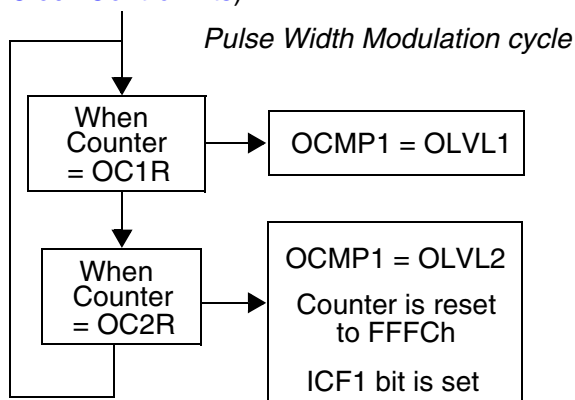 Pulse Width Modulation cycle
When
Counter
= OC1R
OCMP1 = OLVL1
When
Counter
= OC2R
OCMP1 = OLVL2
Counter is reset
to FFFCh
ICF1 bit is set